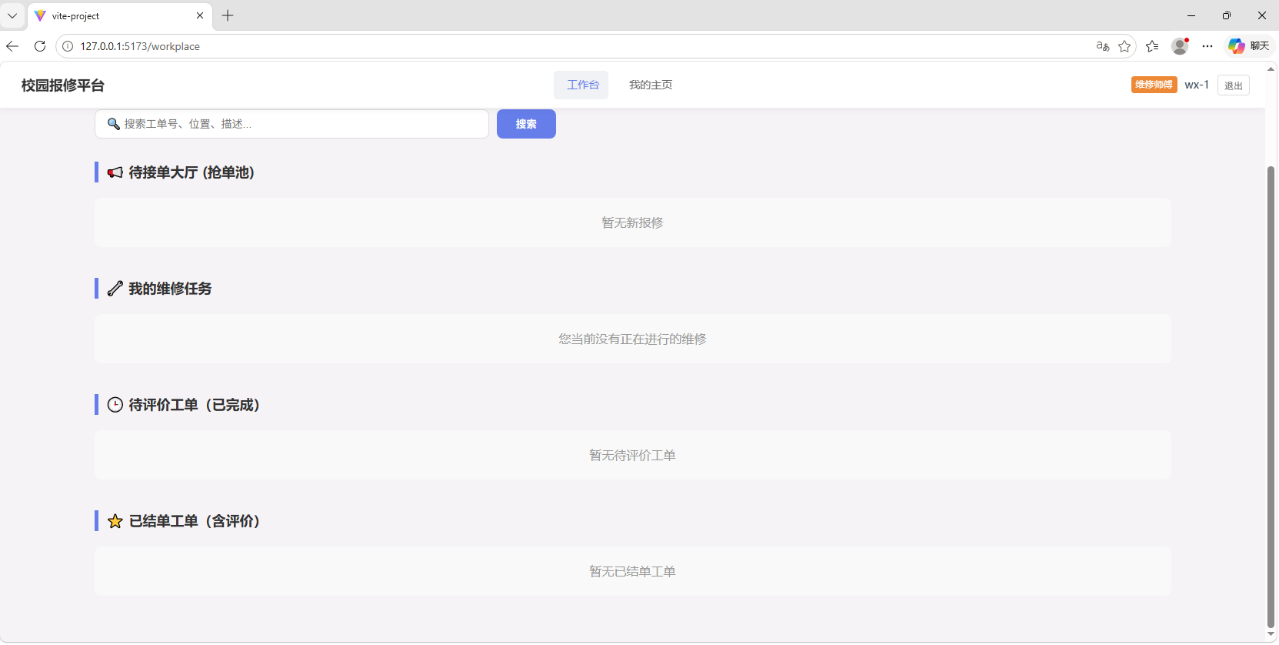 vite-project
127.0.0.1:5173/workplace
聊天
校园报修平台
工作台
我的主页
维修师傅
wx-1
退出
搜索工单号、位置、描述...
搜索
待接单大厅 (抢单池)
暂无新报修
我的维修任务
您当前没有正在进行的维修
待评价工单（已完成）
暂无待评价工单
已结单工单（含评价）
暂无已结单工单